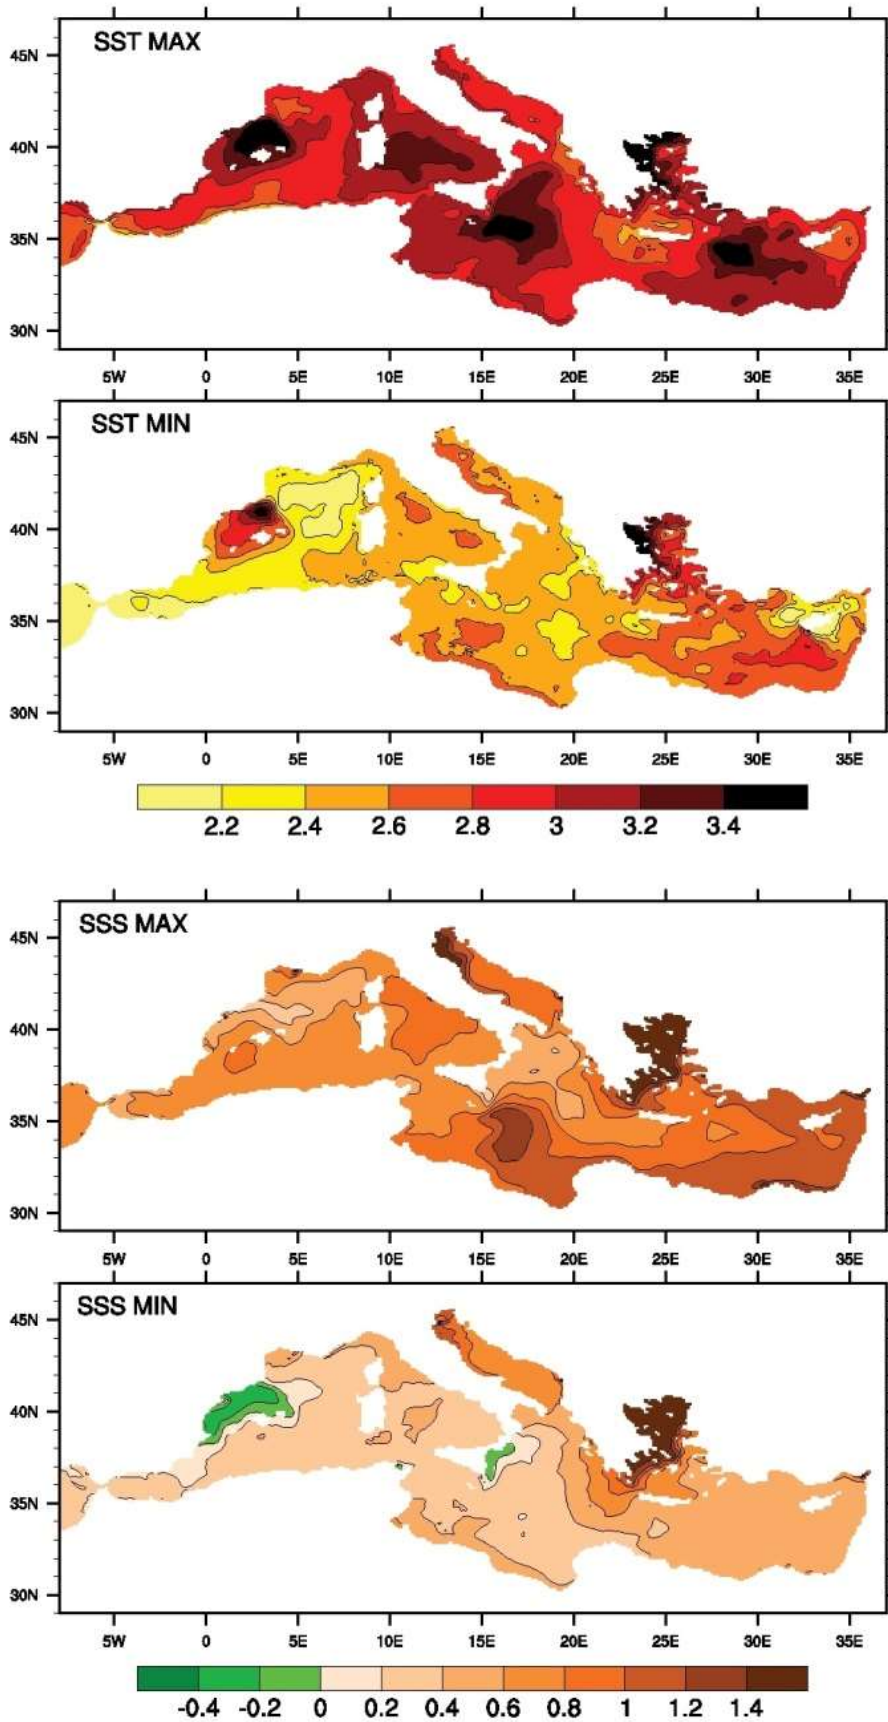 SST MAX
45N
40N
35N
30N
5W 0 5E 10E 15E 20E 25E 30E 35E
SST MIN
45N
40N
35N
30N
5W 0 5E 10E 15E 20E 25E 30E 35E
2.2 2.4 2.6 2.8 3 3.2 3.4
SSS MAX
45N
40N
35N
30N
5W 0 5E 10E 15E 20E 25E 30E 35E
SSS MIN
45N
40N
35N
30N
5W 0 5E 10E 15E 20E 25E 30E 35E
-0.4 -0.2 0 0.2 0.4 0.6 0.8 1 1.2 1.4